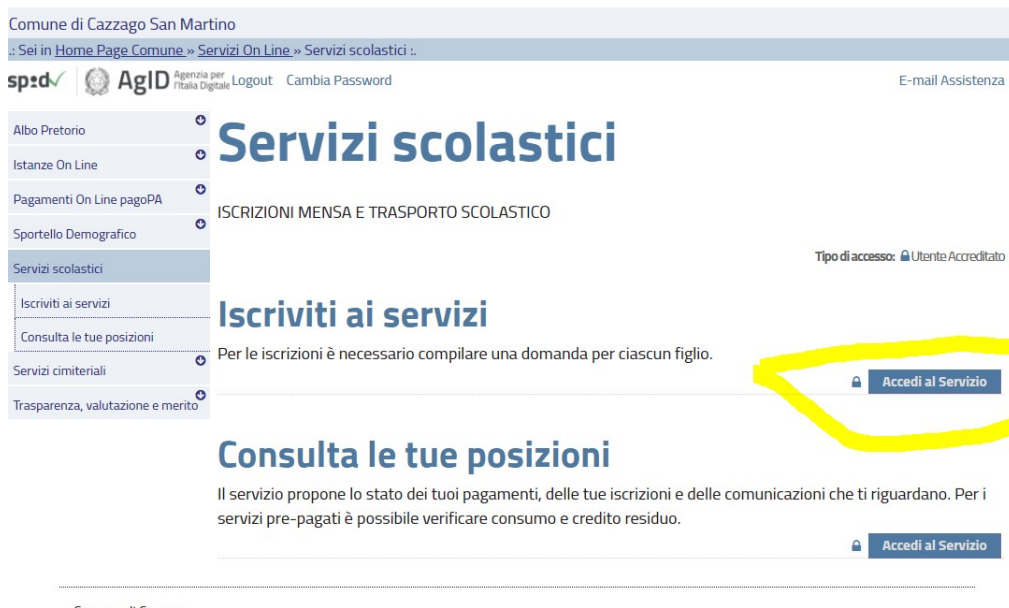 Comune di Cazzago San Martino
.: Sei in Home Page Comune » Servizi On Line » Servizi scolastici :.
sp:d AgID Agenzia per l'Italia Digitale Logout Cambia Password E-mail Assistenza
Albo Pretorio
Istanze On Line
Pagamenti On Line pagoPA
Sportello Demografico
Servizi scolastici
Iscriviti ai servizi
Consulta le tue posizioni
Servizi cimiteriali
Trasparenza, valutazione e merito
Servizi scolastici
ISCRIZIONI MENSA E TRASPORTO SCOLASTICO
Tipo di accesso: Utente Accreditato
Iscriviti ai servizi
Per le iscrizioni è necessario compilare una domanda per ciascun figlio.
Accedi al Servizio
Consulta le tue posizioni
Il servizio propone lo stato dei tuoi pagamenti, delle tue iscrizioni e delle comunicazioni che ti riguardano. Per i
servizi pre-pagati è possibile verificare consumo e credito residuo.
Accedi al Servizio